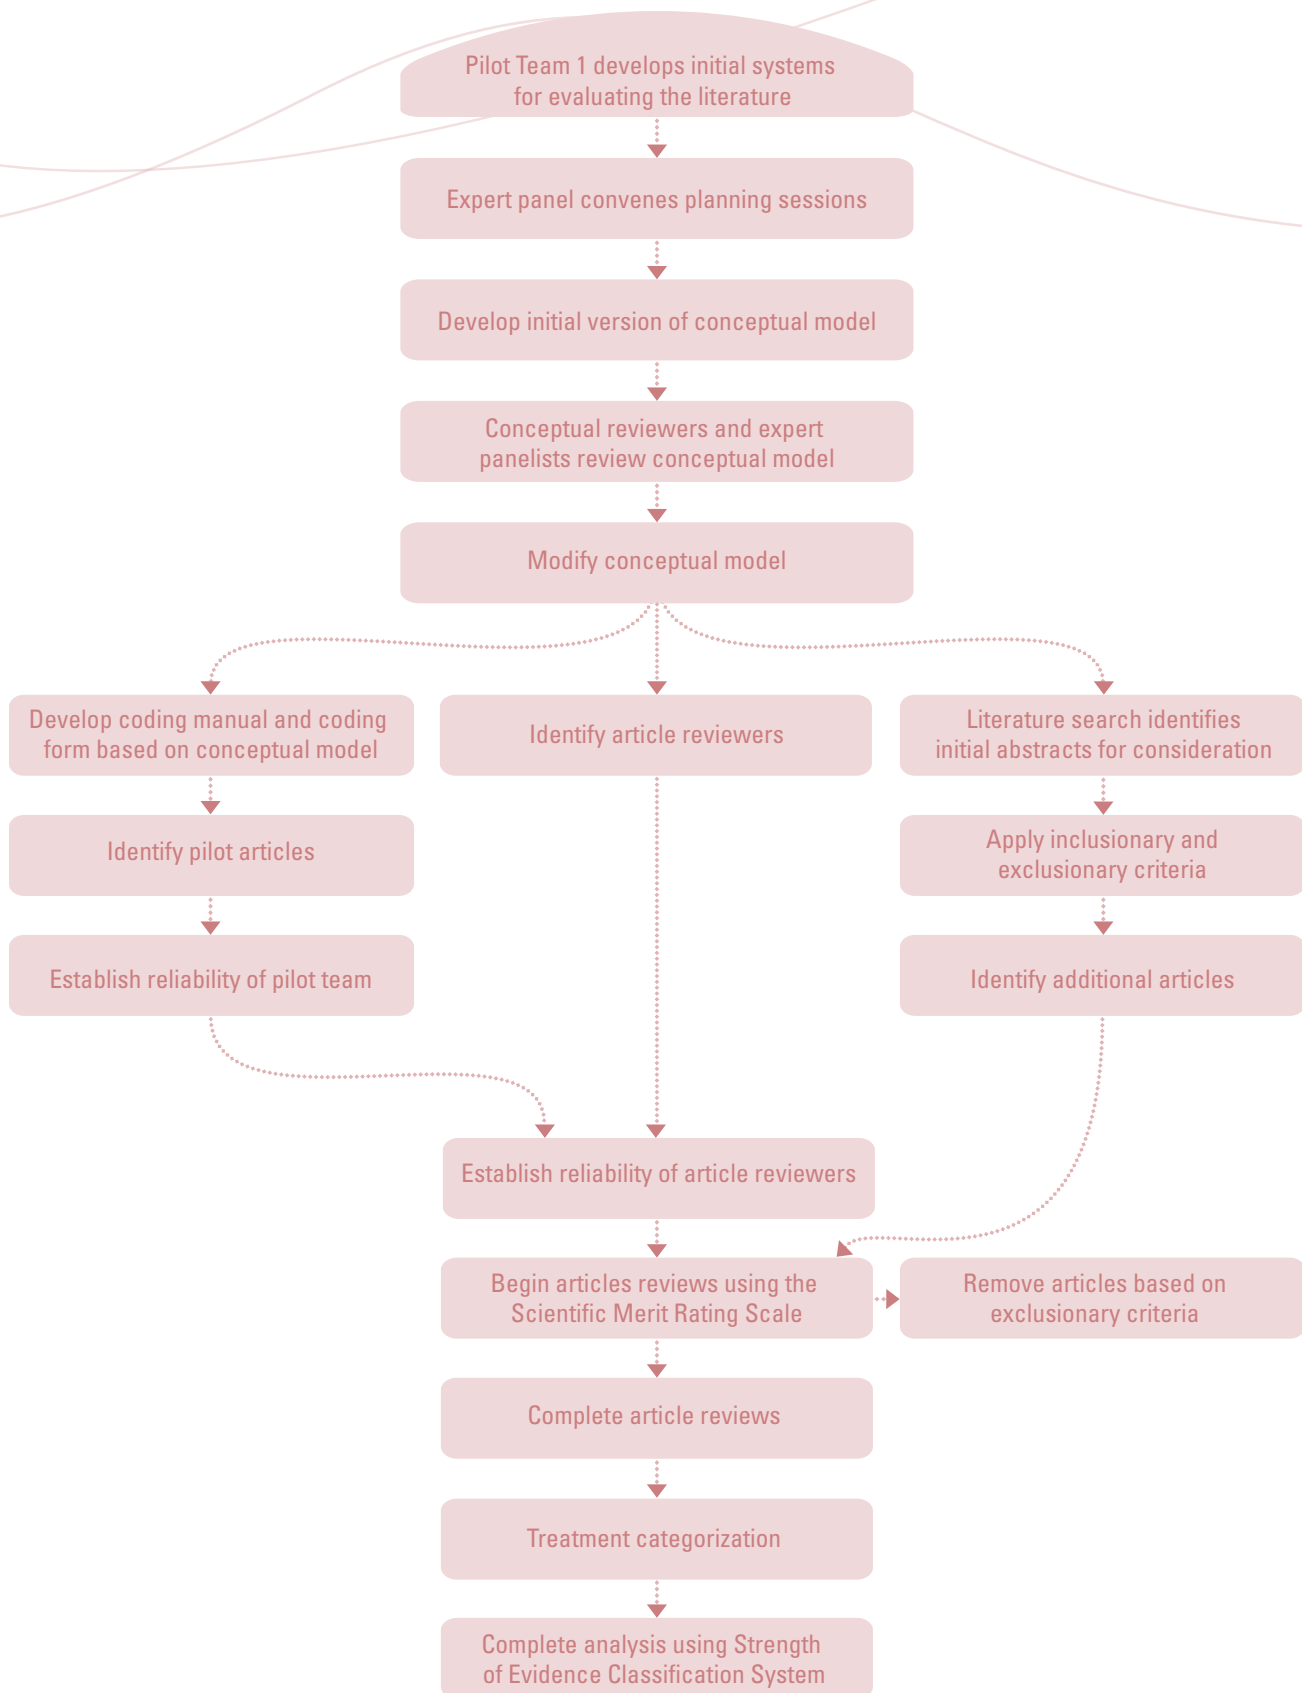 Pilot Team 1 develops initial systems
for evaluating the literature
Expert panel convenes planning sessions
Develop initial version of conceptual model
Conceptual reviewers and expert
panelists review conceptual model
Modify conceptual model
Develop coding manual and coding
form based on conceptual model
Identify article reviewers
Literature search identifies
initial abstracts for consideration
Identify pilot articles
Apply inclusionary and
exclusionary criteria
Establish reliability of pilot team
Identify additional articles
Establish reliability of article reviewers
Begin articles reviews using the
Scientific Merit Rating Scale
Remove articles based on
exclusionary criteria
Complete article reviews
Treatment categorization
Complete analysis using Strength
of Evidence Classification System